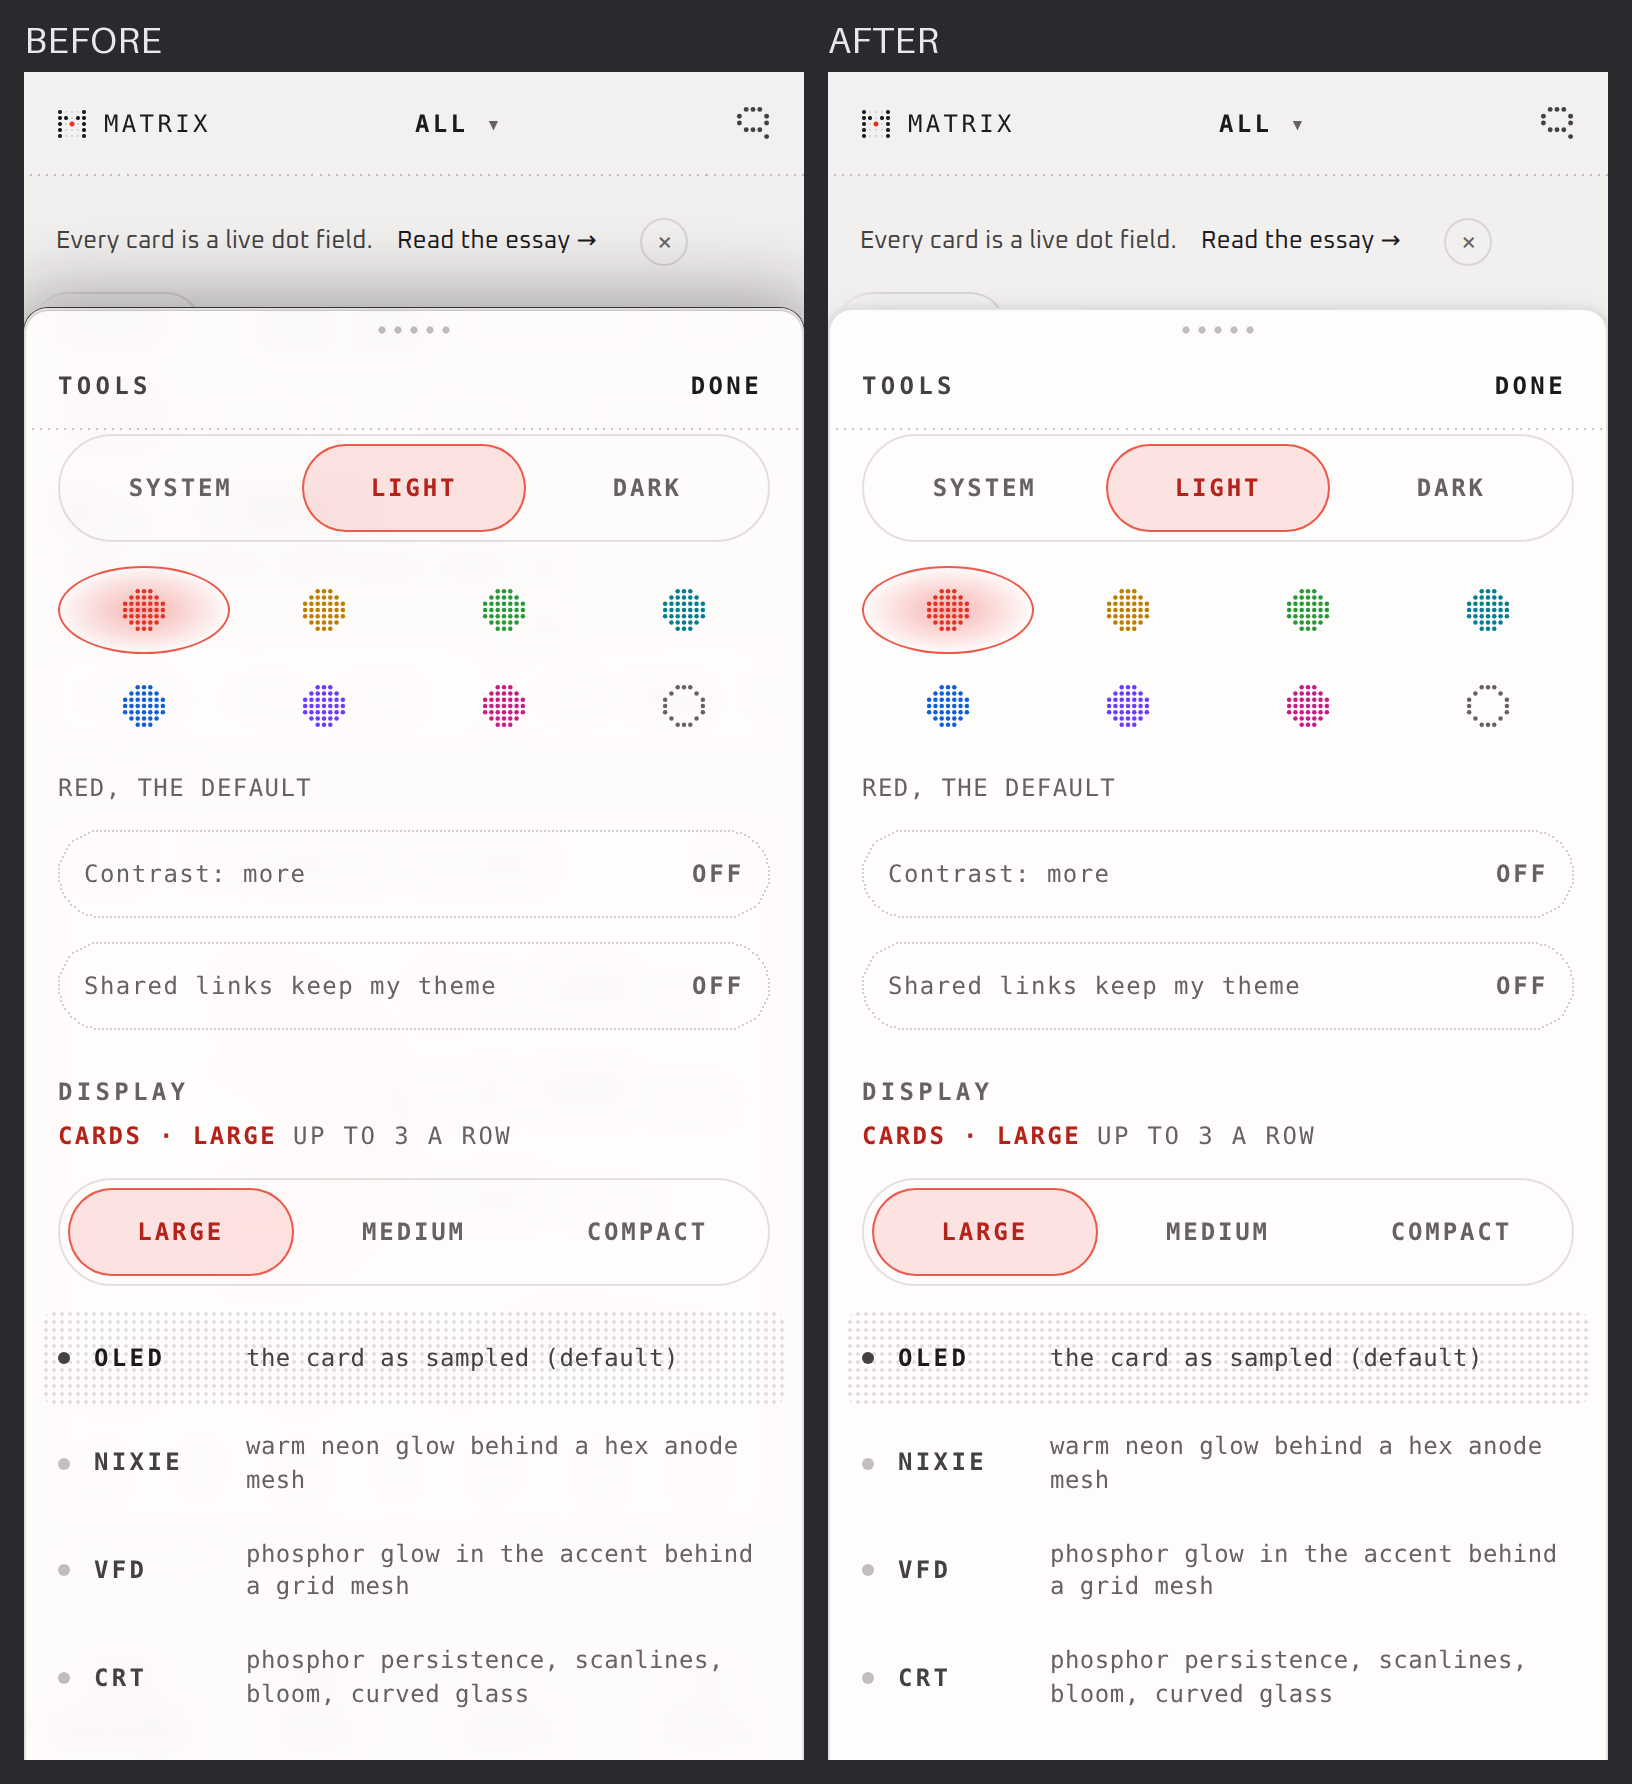 BEFORE
MATRIX ALL ▼
Every card is a live dot field. Read the essay → ×
TOOLS DONE
SYSTEM LIGHT DARK
RED, THE DEFAULT
Contrast: more OFF
Shared links keep my theme OFF
DISPLAY
CARDS · LARGE UP TO 3 A ROW
LARGE MEDIUM COMPACT
OLED the card as sampled (default)
NIXIE warm neon glow behind a hex anode
mesh
VFD phosphor glow in the accent behind
a grid mesh
CRT phosphor persistence, scanlines,
bloom, curved glass
AFTER
MATRIX ALL ▼
Every card is a live dot field. Read the essay → ×
TOOLS DONE
SYSTEM LIGHT DARK
RED, THE DEFAULT
Contrast: more OFF
Shared links keep my theme OFF
DISPLAY
CARDS · LARGE UP TO 3 A ROW
LARGE MEDIUM COMPACT
OLED the card as sampled (default)
NIXIE warm neon glow behind a hex anode
mesh
VFD phosphor glow in the accent behind
a grid mesh
CRT phosphor persistence, scanlines,
bloom, curved glass